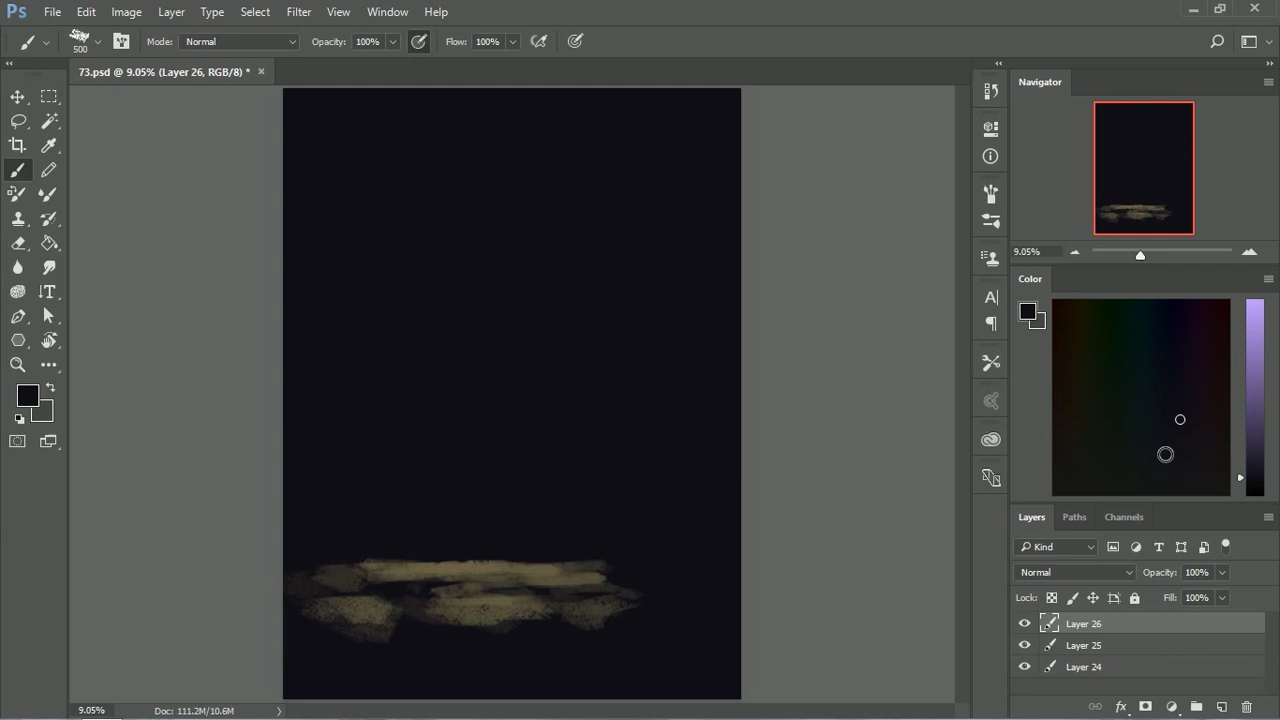 Ps File Edit Image Layer Type Select Filter View Window Help
500 Mode: Normal Opacity: 100% Flow: 100%
73.psd @ 9.05% (Layer 26, RGB/8) *
Navigator
9.05%
Color
Layers Paths Channels
Kind
Normal Opacity: 100%
Lock: Fill: 100%
Layer 26
Layer 25
Layer 24
9.05% Doc: 111.2M/10.6M